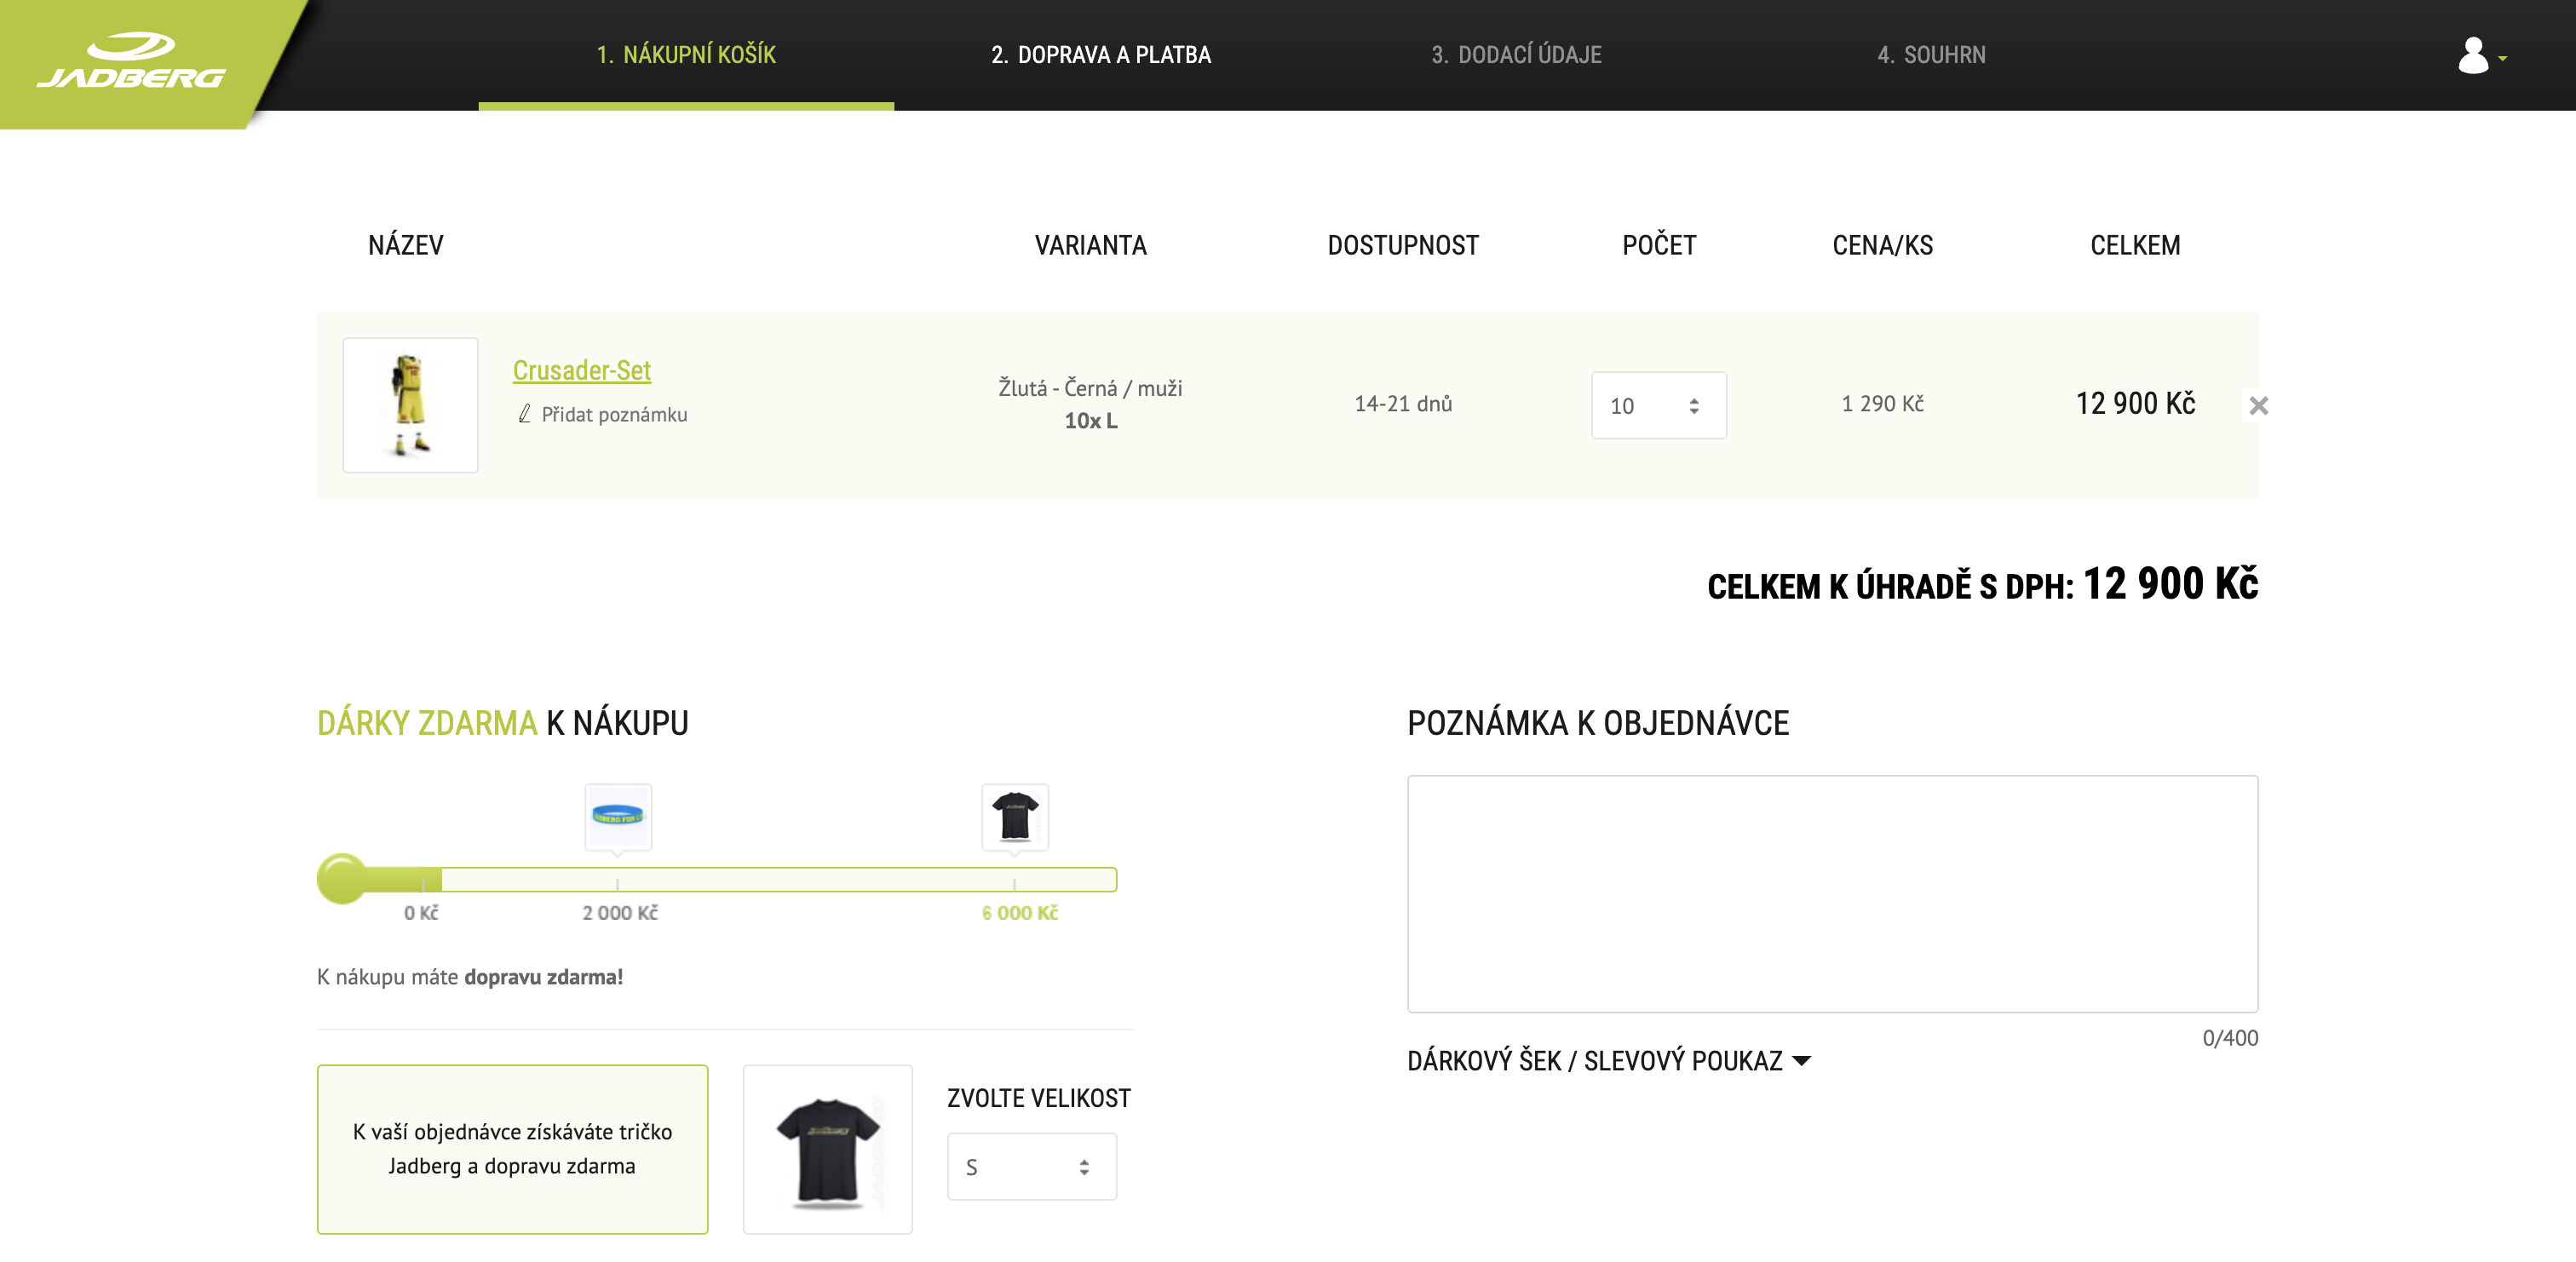 JADBERG
1. NÁKUPNÍ KOŠÍK
2. DOPRAVA A PLATBA
3. DODACÍ ÚDAJE
4. SOUHRN
NÁZEV
VARIANTA
DOSTUPNOST
POČET
CENA/KS
CELKEM
Crusader-Set
Přidat poznámku
Žlutá - Černá / muži
10x L
14-21 dnů
10
1 290 Kč
12 900 Kč
CELKEM K ÚHRADĚ S DPH: 12 900 Kč
DÁRKY ZDARMA K NÁKUPU
0 Kč
2 000 Kč
6 000 Kč
K nákupu máte dopravu zdarma!
K vaší objednávce získáváte tričko
Jadberg a dopravu zdarma
ZVOLTE VELIKOST
S
POZNÁMKA K OBJEDNÁVCE
0/400
DÁRKOVÝ ŠEK / SLEVOVÝ POUKAZ